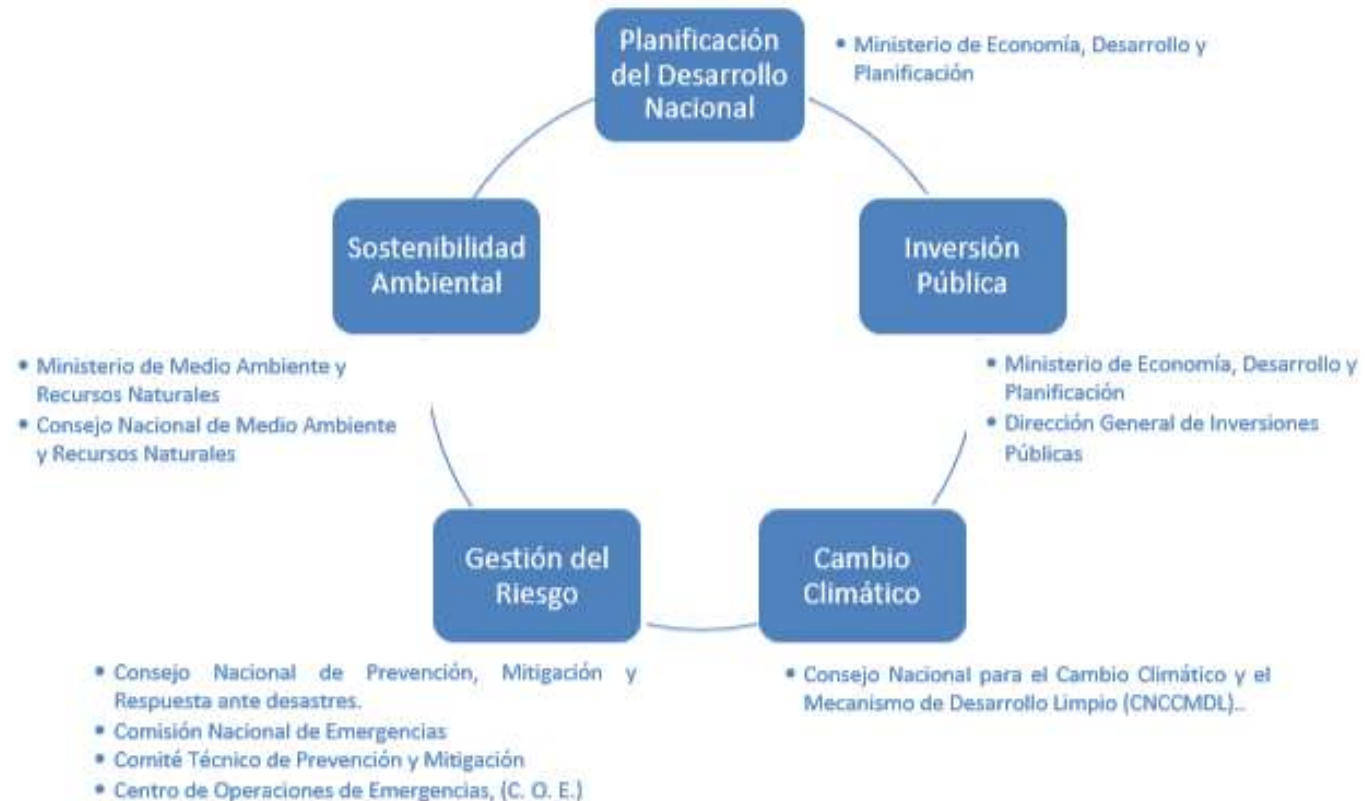 Planificación
del Desarrollo
Nacional
• Ministerio de Economía, Desarrollo y
Planificación
Inversión
Pública
• Ministerio de Economía, Desarrollo y
Planificación
• Dirección General de Inversiones
Públicas
Cambio
Climático
• Consejo Nacional para el Cambio Climático y el
Mecanismo de Desarrollo Limpio (CNCCMDL)..
Gestión del
Riesgo
• Consejo Nacional de Prevención, Mitigación y
Respuesta ante desastres.
• Comisión Nacional de Emergencias
• Comité Técnico de Prevención y Mitigación
• Centro de Operaciones de Emergencias, (C. O. E.)
Sostenibilidad
Ambiental
• Ministerio de Medio Ambiente y
Recursos Naturales
• Consejo Nacional de Medio Ambiente
y Recursos Naturales